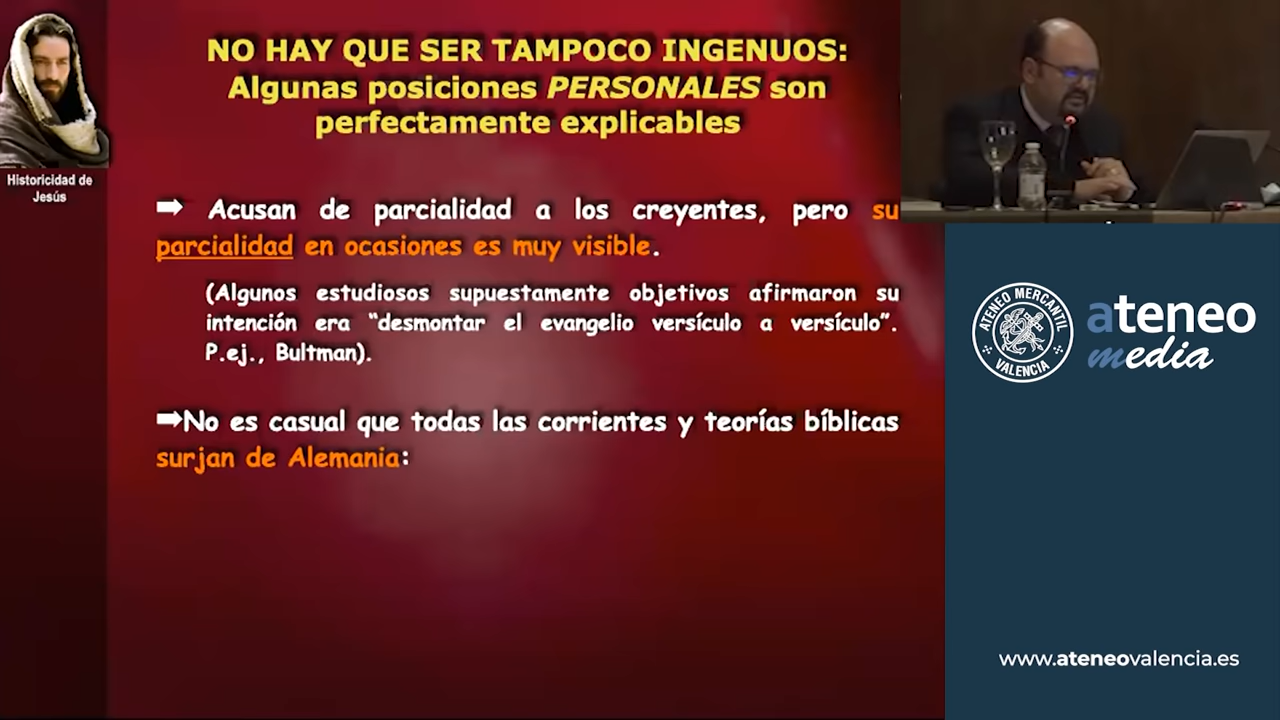 NO HAY QUE SER TAMPOCO INGENUOS:
Algunas posiciones PERSONALES son
perfectamente explicables
Historicidad de
Jesús
➡ Acusan de parcialidad a los creyentes, pero su
parcialidad en ocasiones es muy visible.
(Algunos estudiosos supuestamente objetivos afirmaron su
intención era “desmontar el evangelio versículo a versículo”.
P.ej., Bultman).
➡No es casual que todas las corrientes y teorías bíblicas
surjan de Alemania:
ATENEO MERCANTIL
VALENCIA
ateneo
media
www.ateneovalencia.es